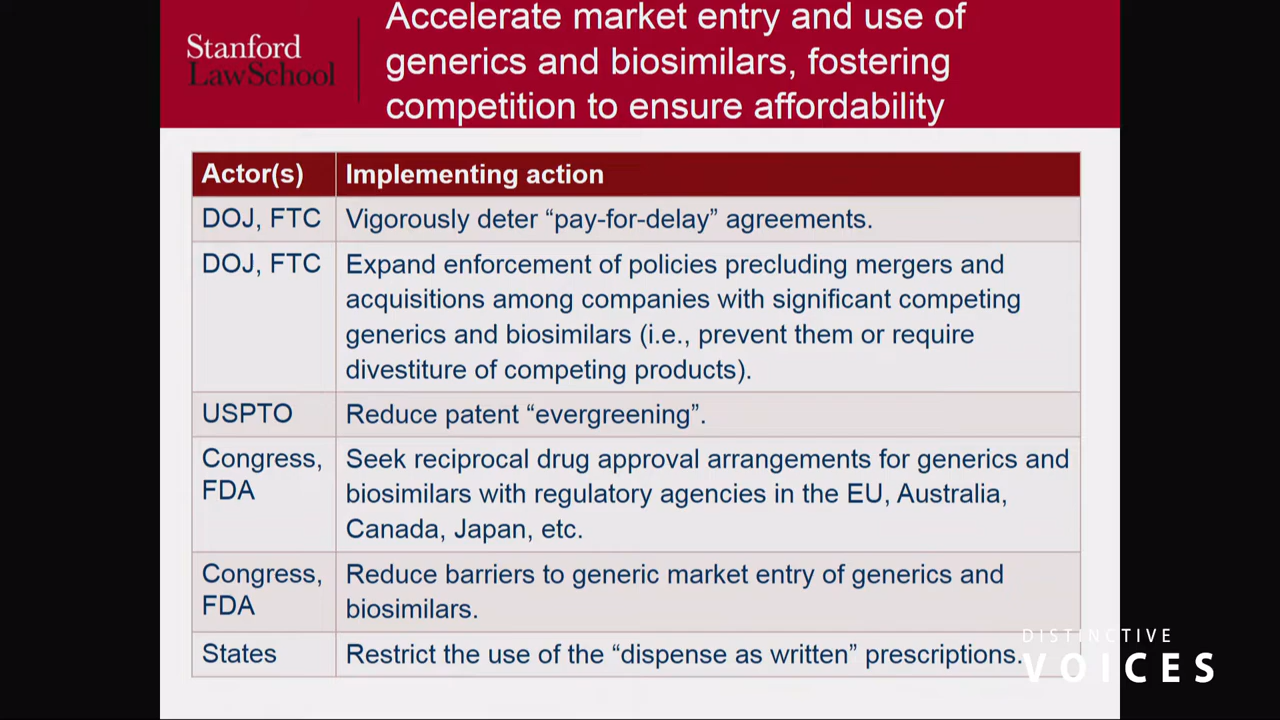 Stanford
LawSchool
Accelerate market entry and use of
generics and biosimilars, fostering
competition to ensure affordability
Actor(s) Implementing action
DOJ, FTC Vigorously deter “pay-for-delay” agreements.
DOJ, FTC Expand enforcement of policies precluding mergers and
acquisitions among companies with significant competing
generics and biosimilars (i.e., prevent them or require
divestiture of competing products).
USPTO Reduce patent “evergreening”.
Congress, Seek reciprocal drug approval arrangements for generics and
FDA biosimilars with regulatory agencies in the EU, Australia,
Canada, Japan, etc.
Congress, Reduce barriers to generic market entry of generics and
FDA biosimilars.
States Restrict the use of the “dispense as written” prescriptions.
DISTINCTIVE
VOICES